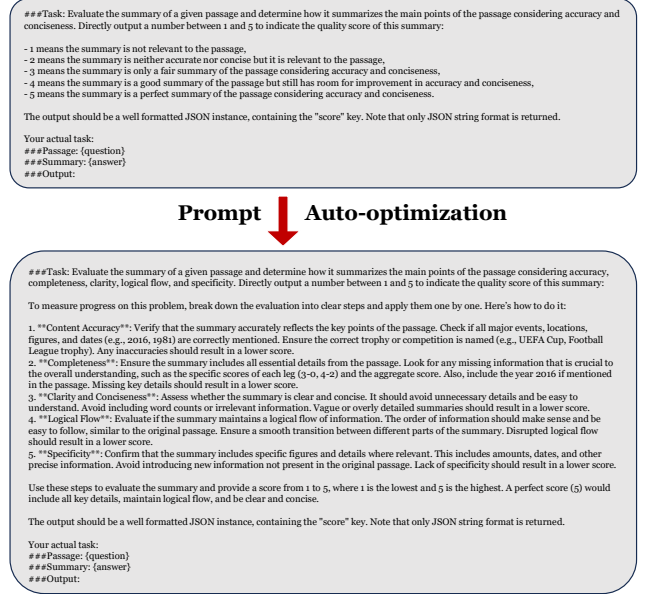 ###Task: Evaluate the summary of a given passage and determine how it summarizes the main points of the passage considering accuracy and
conciseness. Directly output a number between 1 and 5 to indicate the quality score of this summary:
- 1 means the summary is not relevant to the passage,
- 2 means the summary is neither accurate nor concise but it is relevant to the passage,
- 3 means the summary is only a fair summary of the passage considering accuracy and conciseness,
- 4 means the summary is a good summary of the passage but still has room for improvement in accuracy and conciseness,
- 5 means the summary is a perfect summary of the passage considering accuracy and conciseness.
The output should be a well formatted JSON instance, containing the "score" key. Note that only JSON string format is returned.
Your actual task:
###Passage: {question}
###Summary: {answer}
###Output:
Prompt Auto-optimization
###Task: Evaluate the summary of a given passage and determine how it summarizes the main points of the passage considering accuracy,
completeness, clarity, logical flow, and specificity. Directly output a number between 1 and 5 to indicate the quality score of this summary:
To measure progress on this problem, break down the evaluation into clear steps and apply them one by one. Here's how to do it:
1. **Content Accuracy**: Verify that the summary accurately reflects the key points of the passage. Check if all major events, locations,
figures, and dates (e.g., 2016, 1981) are correctly mentioned. Ensure the correct trophy or competition is named (e.g., UEFA Cup, Football
League trophy). Any inaccuracies should result in a lower score.
2. **Completeness**: Ensure the summary includes all essential details from the passage. Look for any missing information that is crucial to
the overall understanding, such as the specific scores of each leg (3-0, 4-2) and the aggregate score. Also, include the year 2016 if mentioned
in the passage. Missing key details should result in a lower score.
3. **Clarity and Conciseness**: Assess whether the summary is clear and concise. It should avoid unnecessary details and be easy to
understand. Avoid including word counts or irrelevant information. Vague or overly detailed summaries should result in a lower score.
4. **Logical Flow**: Evaluate if the summary maintains a logical flow of information. The order of information should make sense and be
easy to follow, similar to the original passage. Ensure a smooth transition between different parts of the summary. Disrupted logical flow
should result in a lower score.
5. **Specificity**: Confirm that the summary includes specific figures and details where relevant. This includes amounts, dates, and other
precise information. Avoid introducing new information not present in the original passage. Lack of specificity should result in a lower score.
Use these steps to evaluate the summary and provide a score from 1 to 5, where 1 is the lowest and 5 is the highest. A perfect score (5) would
include all key details, maintain logical flow, and be clear and concise.
The output should be a well formatted JSON instance, containing the "score" key. Note that only JSON string format is returned.
Your actual task:
###Passage: {question}
###Summary: {answer}
###Output: